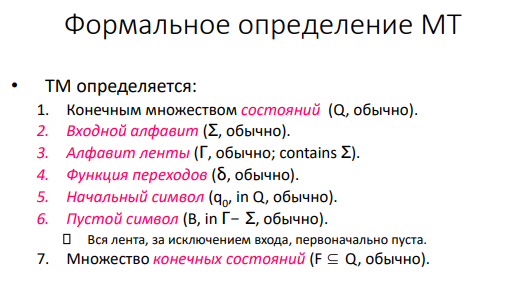 Формальное определение МТ
• ТМ определяется:
1. Конечным множеством состояний (Q, обычно).
2. Входной алфавит (Σ, обычно).
3. Алфавит ленты (Γ, обычно; contains Σ).
4. Функция переходов (δ, обычно).
5. Начальный символ (q₀, in Q, обычно).
6. Пустой символ (B, in Γ– Σ, обычно).
Вся лента, за исключением входа, первоначально пуста.
7. Множество конечных состояний (F ⊆ Q, обычно).